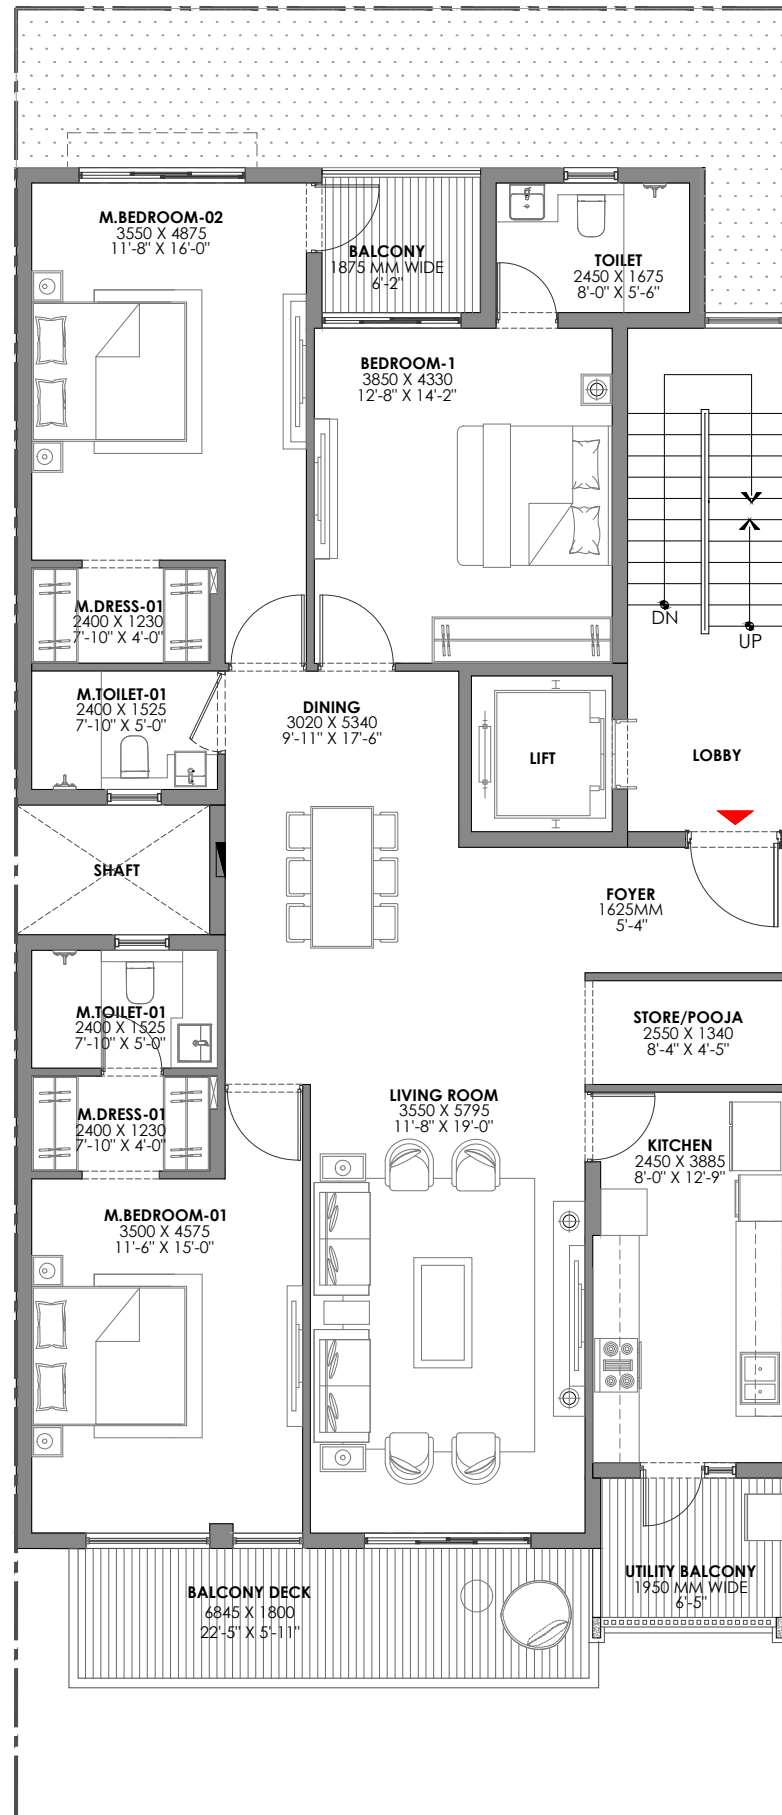 M.BEDROOM-02
3550 X 4875
11'-8" X 16'-0"
BALCONY
1875 MM WIDE
6'-2"
TOILET
2450 X 1675
8'-0" X 5'-6"
BEDROOM-1
3850 X 4330
12'-8" X 14'-2"
M.DRESS-01
2400 X 1230
7'-10" X 4'-0"
DN
UP
M.TOILET-01
2400 X 1525
7'-10" X 5'-0"
DINING
3020 X 5340
9'-11" X 17'-6"
LIFT
LOBBY
SHAFT
FOYER
1625MM
5'-4"
M.TOILET-01
2400 X 1525
7'-10" X 5'-0"
STORE/POOJA
2550 X 1340
8'-4" X 4'-5"
M.DRESS-01
2400 X 1230
7'-10" X 4'-0"
LIVING ROOM
3550 X 5795
11'-8" X 19'-0"
KITCHEN
2450 X 3885
8'-0" X 12'-9"
M.BEDROOM-01
3500 X 4575
11'-6" X 15'-0"
BALCONY DECK
6845 X 1800
22'-5" X 5'-11"
UTILITY BALCONY
1950 MM WIDE
6'-5"